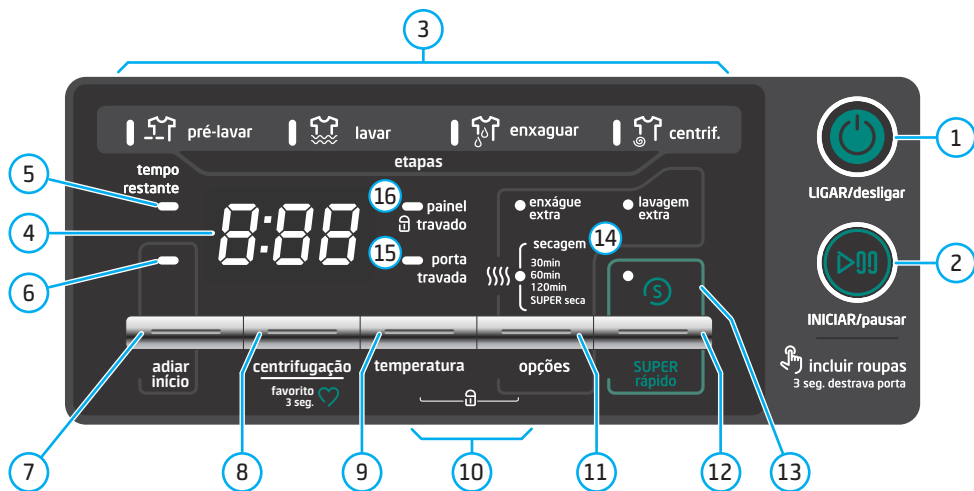 3
pré-lavar
lavar
enxaguar
centrif.
etapas
1
LIGAR/desligar
5
tempo
restante
4
8:88
16
painel
travado
15
porta
travada
enxágue
extra
lavagem
extra
14
secagem
30min
60min
120min
SUPER seca
S
6
2
INICIAR/pausar
incluir roupas
3 seg. destrava porta
adiar
início
centrifugação
favorito
3 seg.
temperatura
opções
SUPER
rápido
7
8
9
10
11
12
13